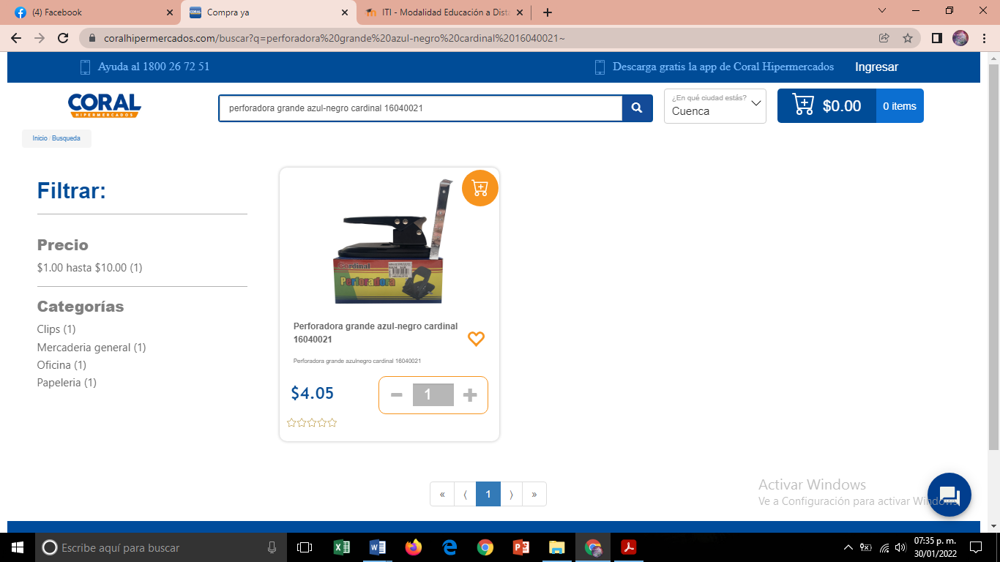 (4) Facebook
Compra ya
ITI - Modalidad Educación a Dista
coralhipermercados.com/buscar?q=perforadora%20grande%20azul-negro%20cardinal%2016040021~
Ayuda al 1800 26 72 51
Descarga gratis la app de Coral Hipermercados
Ingresar
CORAL
HIPERMERCADOS
perforadora grande azul-negro cardinal 16040021
¿En qué ciudad estás?
Cuenca
$0.00
0 items
Inicio / Busqueda
Filtrar:
Precio
$1.00 hasta $10.00 (1)
Categorías
Clips (1)
Mercaderia general (1)
Oficina (1)
Papeleria (1)
Cardinal
Perforadora
Perforadora grande azul-negro cardinal
16040021
Perforadora grande azulnegro cardinal 16040021
$4.05
1
« ⟨ 1 ⟩ »
Activar Windows
Ve a Configuración para activar Windows.
Escribe aquí para buscar
07:35 p. m.
30/01/2022